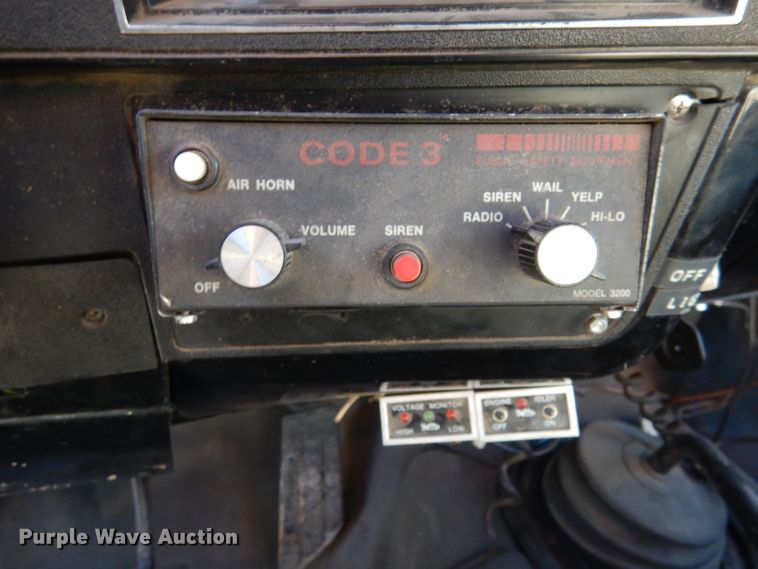 CODE 3
PUBLIC SAFETY EQUIPMENT
AIR HORN
WAIL
SIREN YELP
VOLUME SIREN RADIO HI-LO
OFF
MODEL 3200
OFF
VOLTAGE MONITOR ENGINE IDLER
HIGH LOW OFF ON
Purple Wave Auction